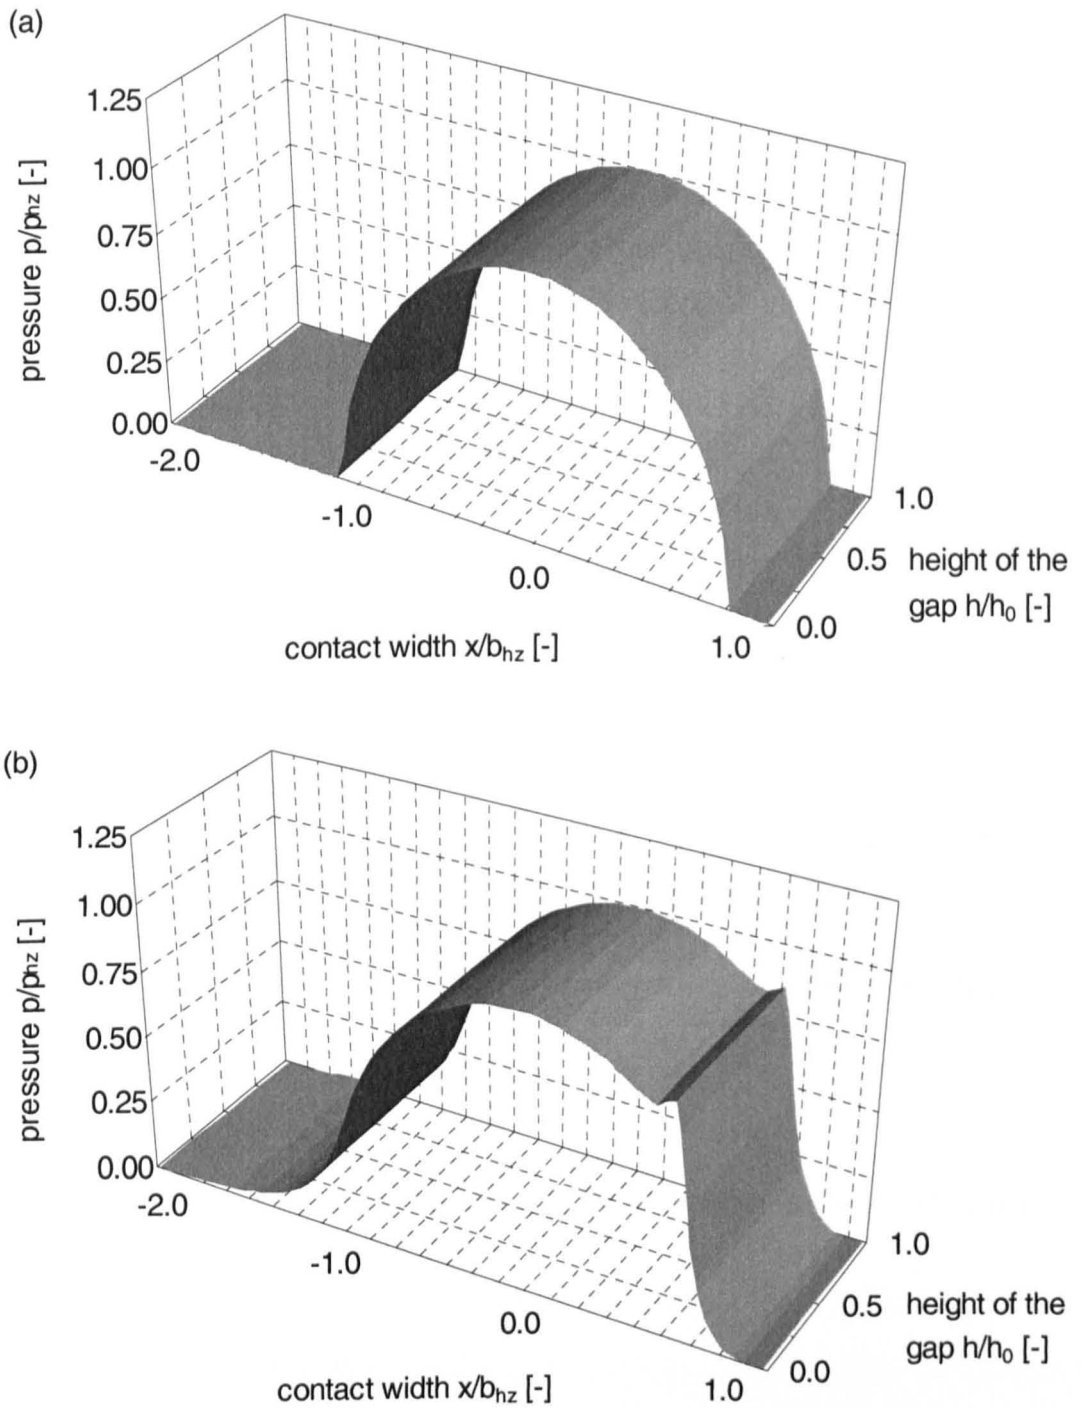 (a)
1.25
1.00
0.75
0.50
0.25
0.00
pressure p/phz [-]
-2.0
-1.0
0.0
1.0
contact width x/bhz [-]
1.0
0.5
0.0
height of the
gap h/h0 [-]
(b)
1.25
1.00
0.75
0.50
0.25
0.00
pressure p/phz [-]
-2.0
-1.0
0.0
1.0
contact width x/bhz [-]
1.0
0.5
0.0
height of the
gap h/h0 [-]